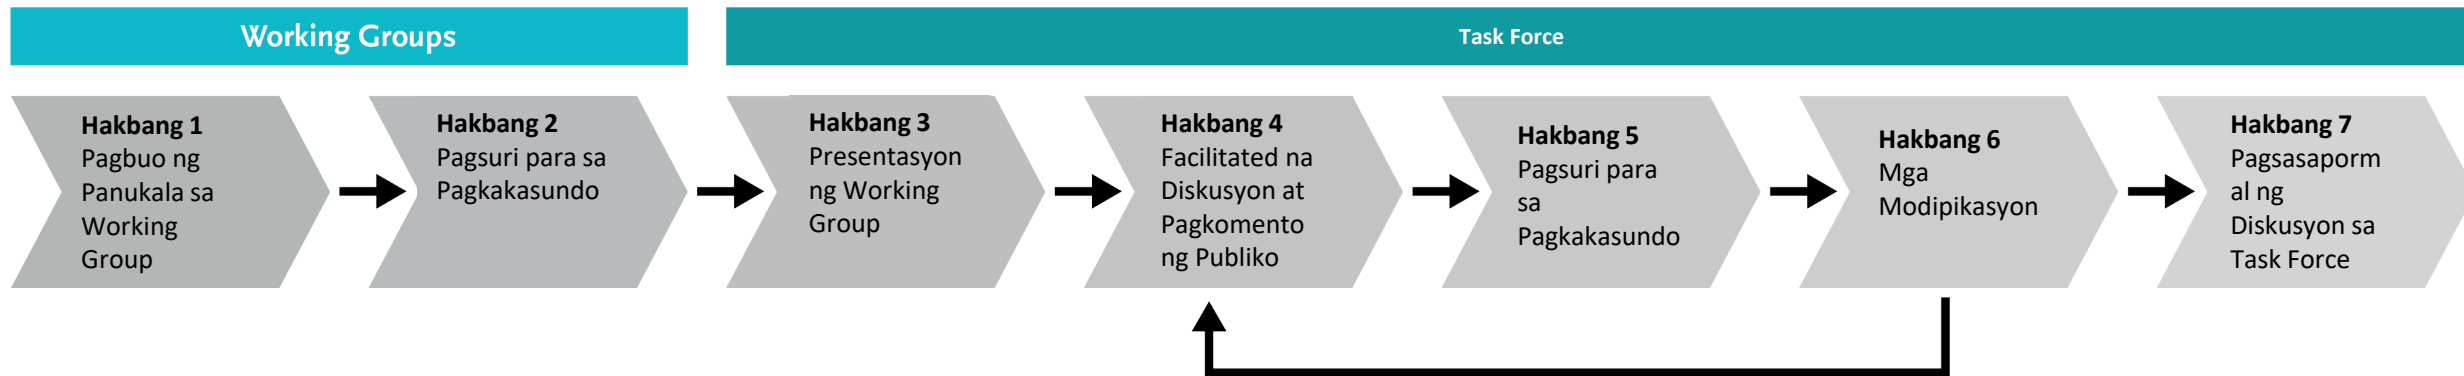 Working Groups
Task Force
Hakbang 1
Pagbuo ng
Panukala sa
Working
Group
Hakbang 2
Pagsuri para sa
Pagkakasundo
Hakbang 3
Presentasyon
ng Working
Group
Hakbang 4
Facilitated na
Diskusyon at
Pagkomento
ng Publiko
Hakbang 5
Pagsuri para
sa
Pagkakasundo
Hakbang 6
Mga
Modipikasyon
Hakbang 7
Pagsasaporm
al ng
Diskusyon sa
Task Force